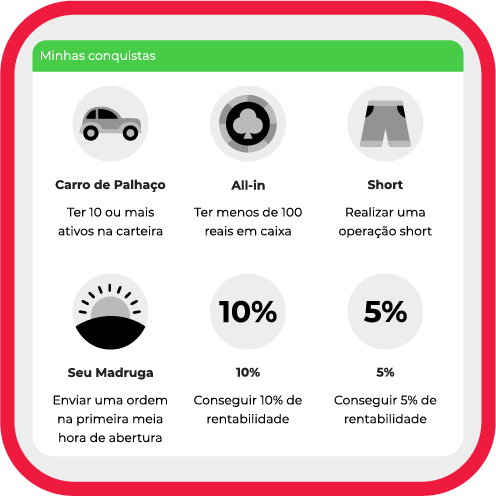 Minhas conquistas
Carro de Palhaço
All-in
Short
Ter 10 ou mais
ativos na carteira
Ter menos de 100
reais em caixa
Realizar uma
operação short
10%
5%
Seu Madruga
10%
5%
Enviar uma ordem
na primeira meia
hora de abertura
Conseguir 10% de
rentabilidade
Conseguir 5% de
rentabilidade